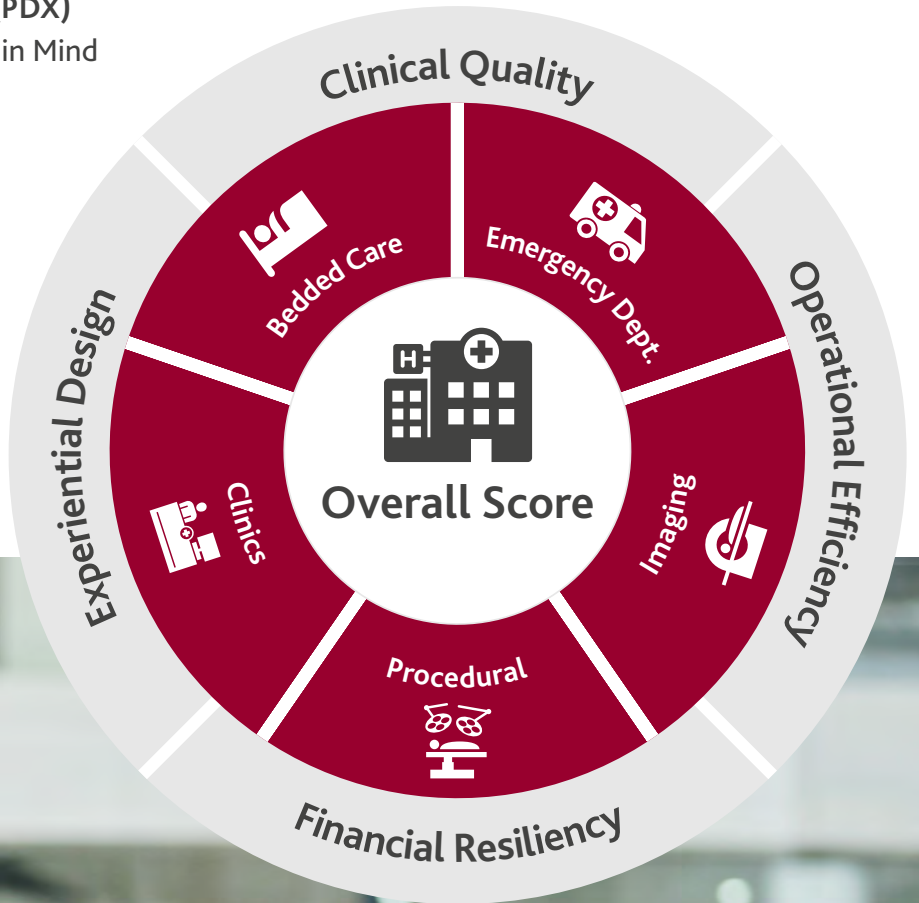 PDX)
in Mind
Clinical Quality
Bedded Care
Emergency Dept.
Operational Efficiency
Experiential Design
H
Overall Score
Clinics
Imaging
Procedural
Financial Resiliency